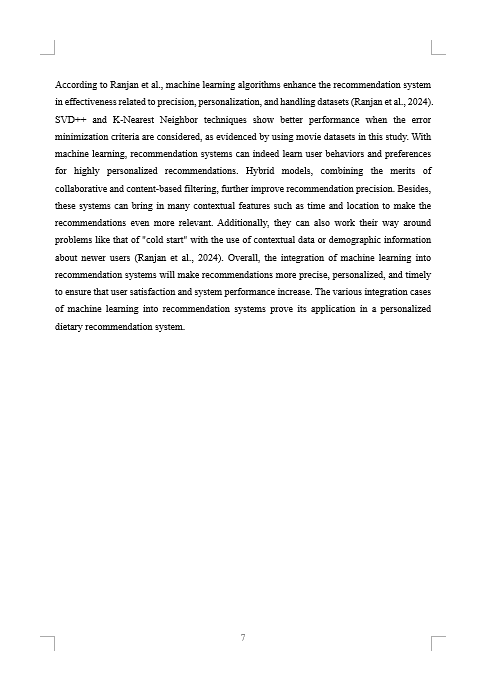 According to Ranjan et al., machine learning algorithms enhance the recommendation system
in effectiveness related to precision, personalization, and handling datasets (Ranjan et al., 2024).
SVD++ and K-Nearest Neighbor techniques show better performance when the error
minimization criteria are considered, as evidenced by using movie datasets in this study. With
machine learning, recommendation systems can indeed learn user behaviors and preferences
for highly personalized recommendations. Hybrid models, combining the merits of
collaborative and content-based filtering, further improve recommendation precision. Besides,
these systems can bring in many contextual features such as time and location to make the
recommendations even more relevant. Additionally, they can also work their way around
problems like that of "cold start" with the use of contextual data or demographic information
about newer users (Ranjan et al., 2024). Overall, the integration of machine learning into
recommendation systems will make recommendations more precise, personalized, and timely
to ensure that user satisfaction and system performance increase. The various integration cases
of machine learning into recommendation systems prove its application in a personalized
dietary recommendation system.
7